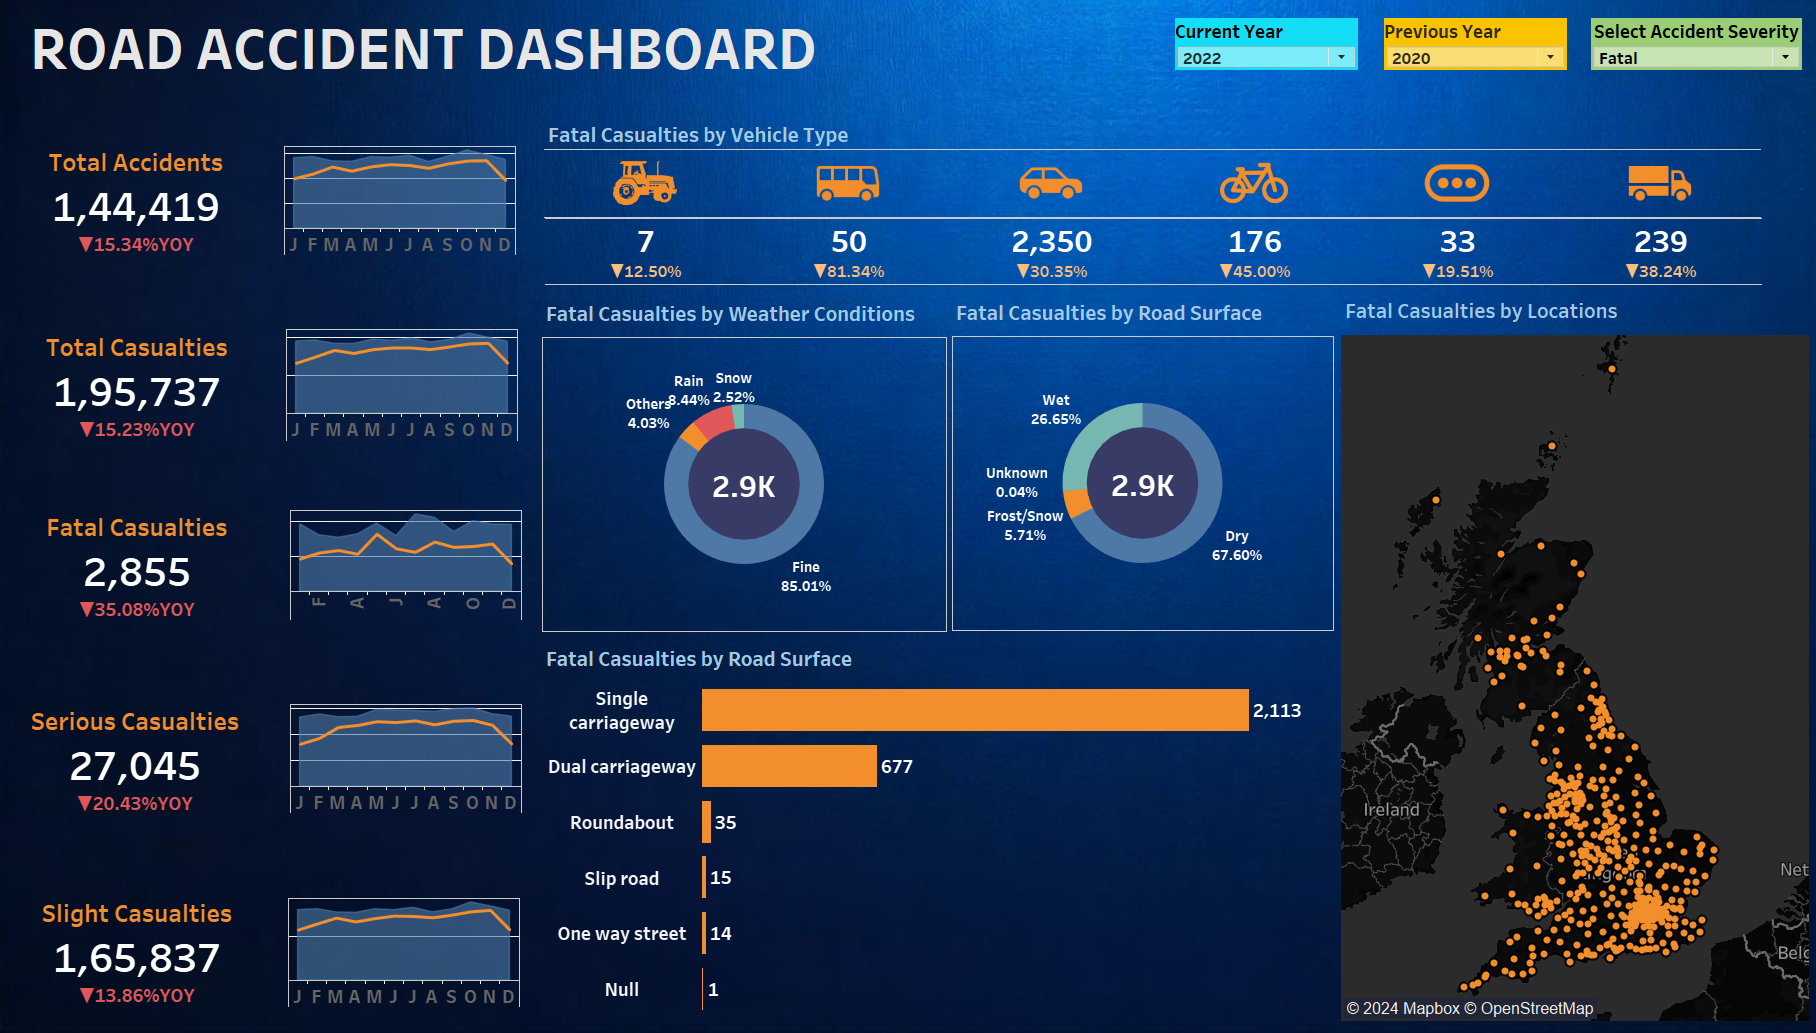 ROAD ACCIDENT DASHBOARD
Current Year
2022
Previous Year
2020
Select Accident Severity
Fatal
Total Accidents
1,44,419
▼15.34%YOY
J F M A M J J A S O N D
Total Casualties
1,95,737
▼15.23%YOY
J F M A M J J A S O N D
Fatal Casualties
2,855
▼35.08%YOY
F A J A O D
Serious Casualties
27,045
▼20.43%YOY
J F M A M J J A S O N D
Slight Casualties
1,65,837
▼13.86%YOY
J F M A M J J A S O N D
Fatal Casualties by Vehicle Type
7 50 2,350 176 33 239
▼12.50% ▼81.34% ▼30.35% ▼45.00% ▼19.51% ▼38.24%
Fatal Casualties by Weather Conditions
Rain
8.44%
Snow
2.52%
Others
4.03%
2.9K
Fine
85.01%
Fatal Casualties by Road Surface
Wet
26.65%
Unknown
0.04%
Frost/Snow
5.71%
2.9K
Dry
67.60%
Fatal Casualties by Road Surface
Single
carriageway
2,113
Dual carriageway 677
Roundabout 35
Slip road 15
One way street 14
Null 1
Fatal Casualties by Locations
Ireland
Net
Belg
© 2024 Mapbox © OpenStreetMap